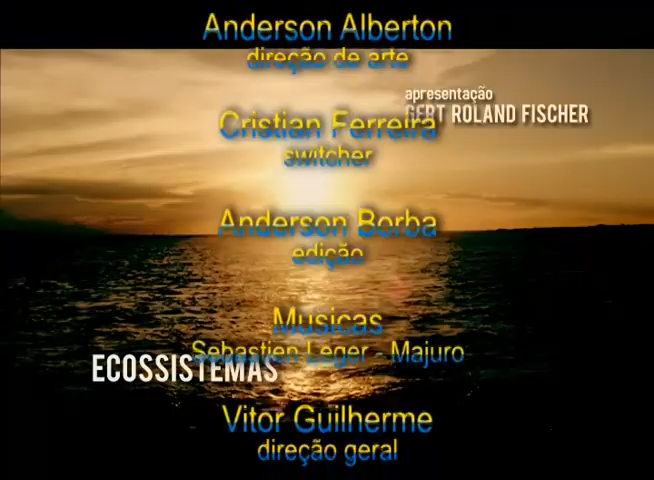 Anderson Alberton
direção de arte
apresentação
GERT ROLAND FISCHER
Cristian Ferreira
switcher
Anderson Borba
edição
Musicas
Sebastien Leger - Majuro
ECOSSISTEMAS
Vitor Guilherme
direção geral